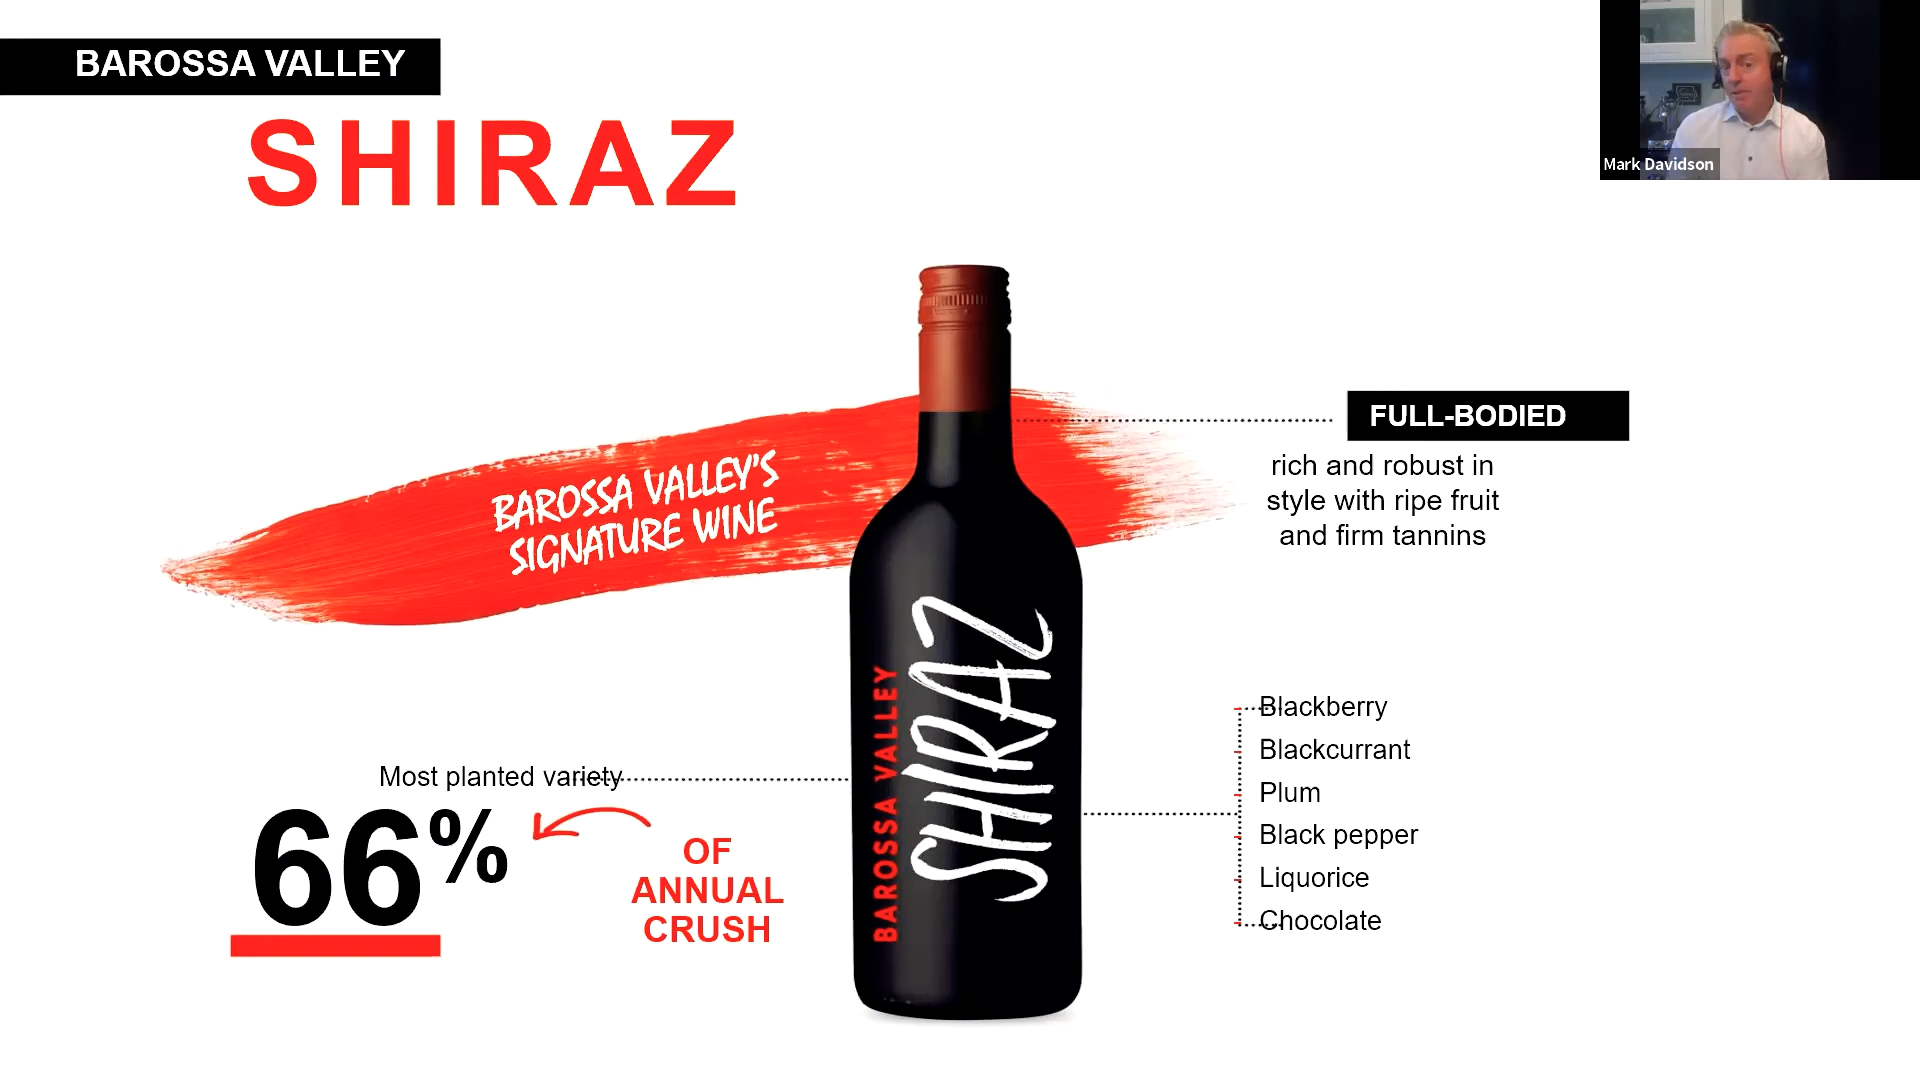 BAROSSA VALLEY
SHIRAZ
Mark Davidson
BAROSSA VALLEY'S
SIGNATURE WINE
FULL-BODIED
rich and robust in
style with ripe fruit
and firm tannins
BAROSSA VALLEY
SHIRAZ
Most planted variety
66%
OF
ANNUAL
CRUSH
Blackberry
Blackcurrant
Plum
Black pepper
Liquorice
Chocolate